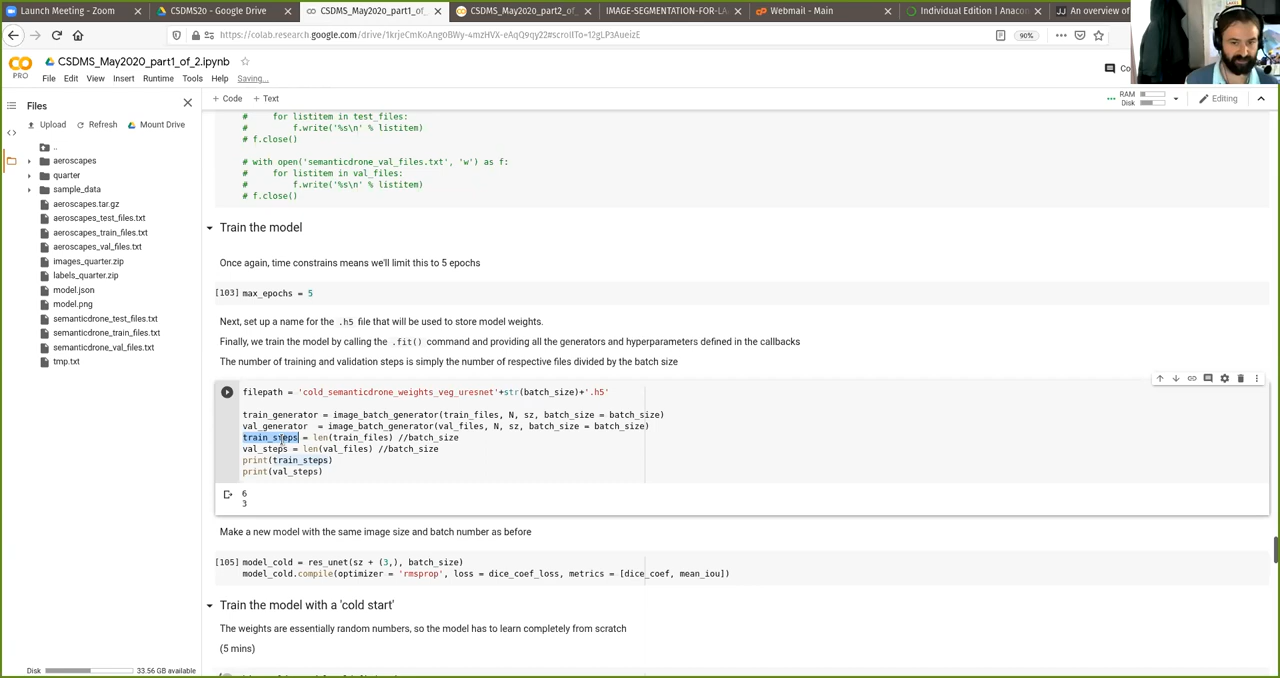 Launch Meeting - Zoom
CSDMS20 - Google Drive
CSDMS_May2020_part1_of_
CSDMS_May2020_part2_of_
IMAGE-SEGMENTATION-FOR-LA
Webmail - Main
Individual Edition | Anacon
An overview of
https://colab.research.google.com/drive/
90%
CSDMS_May2020_part1_of_2.ipynb
PRO
File Edit View Insert Runtime Tools Help Saving...
Co
Files
+ Code + Text
RAM
Disk
Editing
Upload Refresh Mount Drive
..
aeroscapes
quarter
sample_data
aeroscapes.tar.gz
aeroscapes_test_files.txt
aeroscapes_train_files.txt
aeroscapes_val_files.txt
images_quarter.zip
labels_quarter.zip
model.json
model.png
semanticdrone_test_files.txt
semanticdrone_train_files.txt
semanticdrone_val_files.txt
tmp.txt
Disk 33.56 GB available
# for listitem in test_files:
# f.write('%s\n' % listitem)
# f.close()
# with open('semanticdrone_val_files.txt', 'w') as f:
# for listitem in val_files:
# f.write('%s\n' % listitem)
# f.close()
Train the model
Once again, time constrains means we'll limit this to 5 epochs
[103] max_epochs = 5
Next, set up a name for the .h5 file that will be used to store model weights.
Finally, we train the model by calling the .fit() command and providing all the generators and hyperparameters defined in the callbacks
The number of training and validation steps is simply the number of respective files divided by the batch size
filepath = 'cold_semanticdrone_weights_veg_uresnet'+str(batch_size)+'.h5'
train_generator = image_batch_generator(train_files, N, sz, batch_size = batch_size)
val_generator = image_batch_generator(val_files, N, sz, batch_size = batch_size)
train_steps = len(train_files) //batch_size
val_steps = len(val_files) //batch_size
print(train_steps)
print(val_steps)
6
3
Make a new model with the same image size and batch number as before
[105] model_cold = res_unet(sz + (3,), batch_size)
model_cold.compile(optimizer = 'rmsprop', loss = dice_coef_loss, metrics = [dice_coef, mean_iou])
Train the model with a 'cold start'
The weights are essentially random numbers, so the model has to learn completely from scratch
(5 mins)